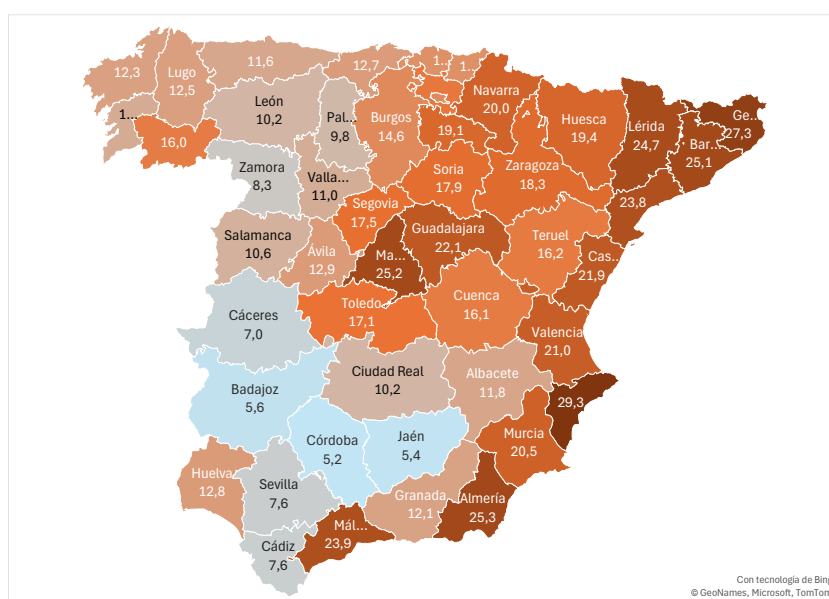 12,3
Lugo
12,5
11,6
12,7
1...
1...
León
10,2
Pal...
9,8
Burgos
14,6
Navarra
20,0
Huesca
19,4
Lérida
24,7
Ge...
27,3
Bar...
25,1
1...
16,0
19,1
Zamora
8,3
Valla...
11,0
Soria
17,9
Zaragoza
18,3
Segovia
17,5
23,8
Salamanca
10,6
Ávila
12,9
Ma...
25,2
Guadalajara
22,1
Teruel
16,2
Cas...
21,9
Cáceres
7,0
Toledo
17,1
Cuenca
16,1
Valencia
21,0
Badajoz
5,6
Ciudad Real
10,2
Albacete
11,8
29,3
Córdoba
5,2
Jaén
5,4
Murcia
20,5
Huelva
12,8
Sevilla
7,6
Granada
12,1
Almería
25,3
Mál...
23,9
Cádiz
7,6
Con tecnología de Bing
© GeoNames, Microsoft, TomTom